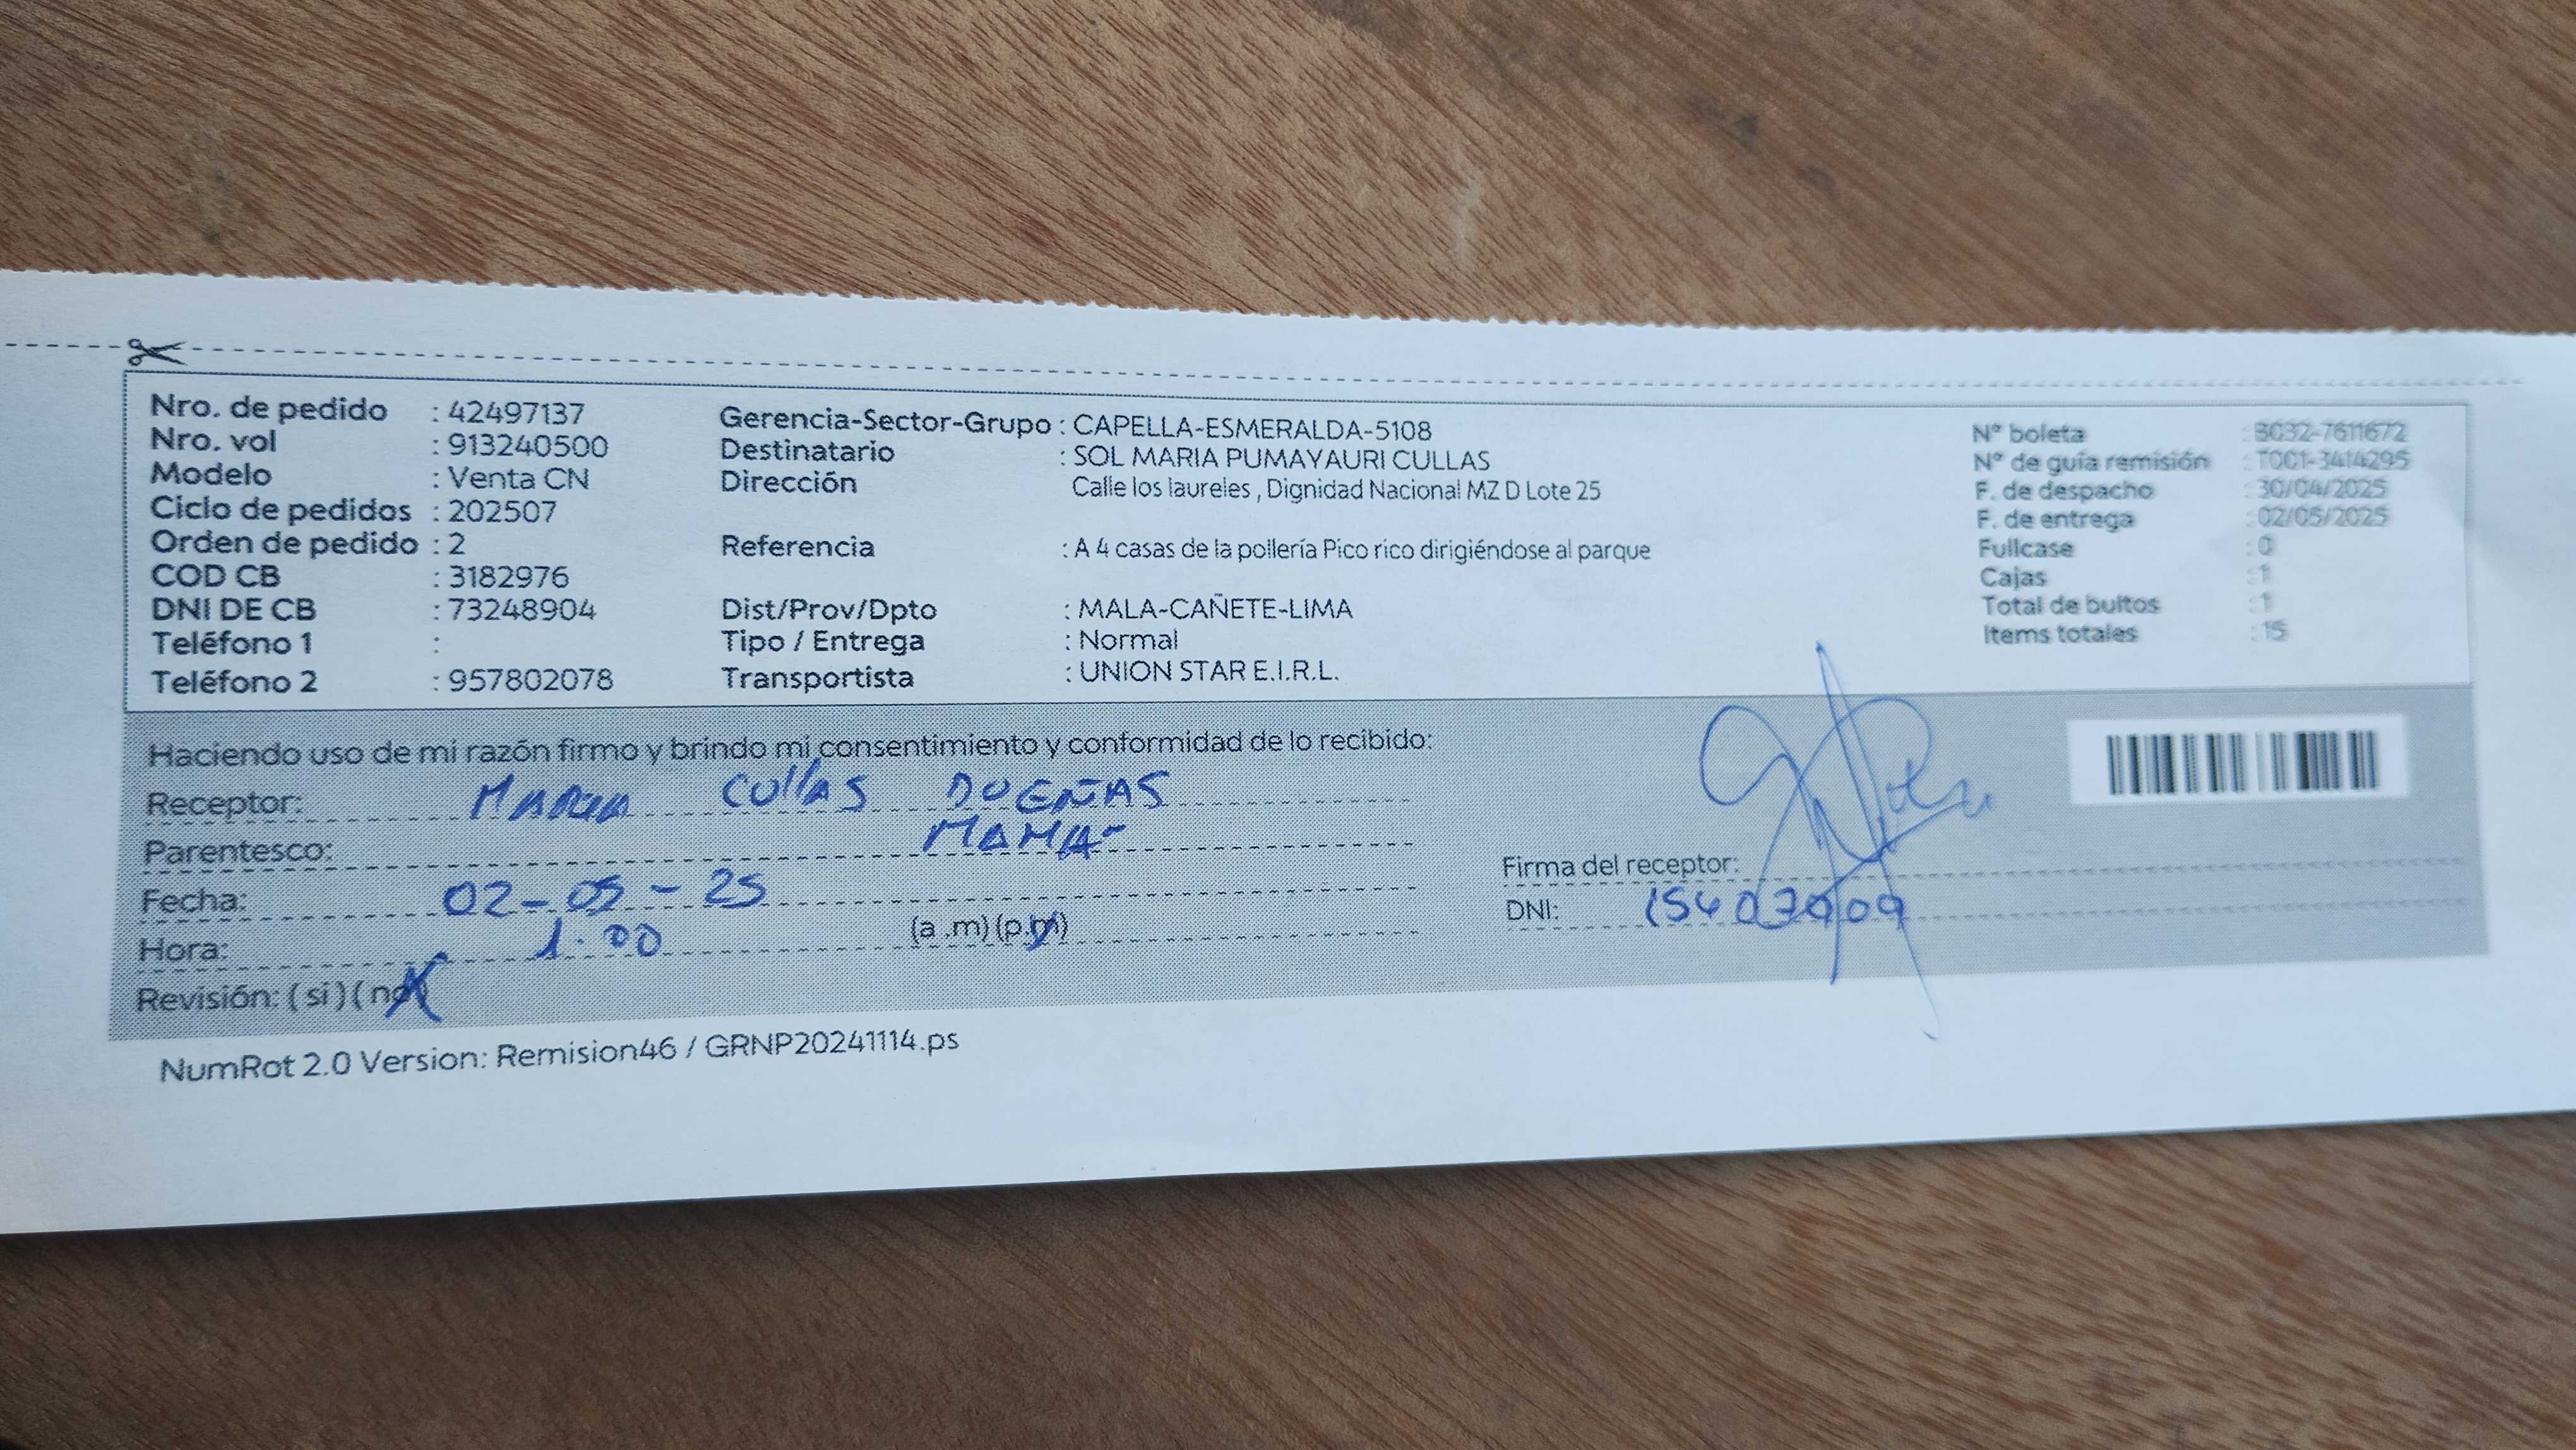 Nro. de pedido : 42497137
Nro. vol : 913240500
Modelo : Venta CN
Ciclo de pedidos : 202507
Orden de pedido : 2
COD CB : 3182976
DNI DE CB : 73248904
Teléfono 1 :
Teléfono 2 : 957802078
Gerencia-Sector-Grupo : CAPELLA-ESMERALDA-5108
Destinatario : SOL MARIA PUMAYAURI CULLAS
Dirección Calle los laureles , Dignidad Nacional MZ D Lote 25
Referencia : A 4 casas de la pollería Pico rico dirigiéndose al parque
Dist/Prov/Dpto : MALA-CAÑETE-LIMA
Tipo / Entrega : Normal
Transportista : UNION STAR E.I.R.L.
N° boleta : B032-7611672
N° de guía remisión : T001-3414295
F. de despacho : 30/04/2025
F. de entrega : 02/05/2025
Fullcase : 0
Cajas : 1
Total de bultos : 1
Items totales : 15
Haciendo uso de mi razón firmo y brindo mi consentimiento y conformidad de lo recibido:
Receptor: MARIA CUllAS DUEÑAS
Parentesco: MAMA
Fecha: 02-05-25
Hora: 1.00 (a .m) (p.m)
Revisión: ( si ) ( no )
Firma del receptor:
DNI:
NumRot 2.0 Version: Remision46 / GRNP20241114.ps